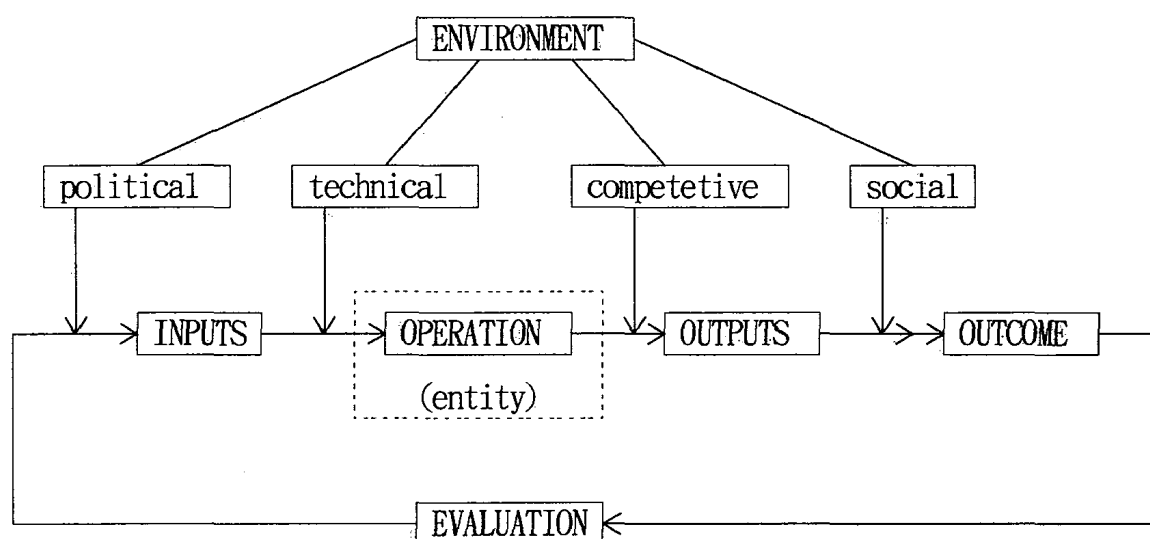 ENVIRONMENT
political technical competetive social
INPUTS OPERATION OUTPUTS OUTCOME
(entity)
EVALUATION